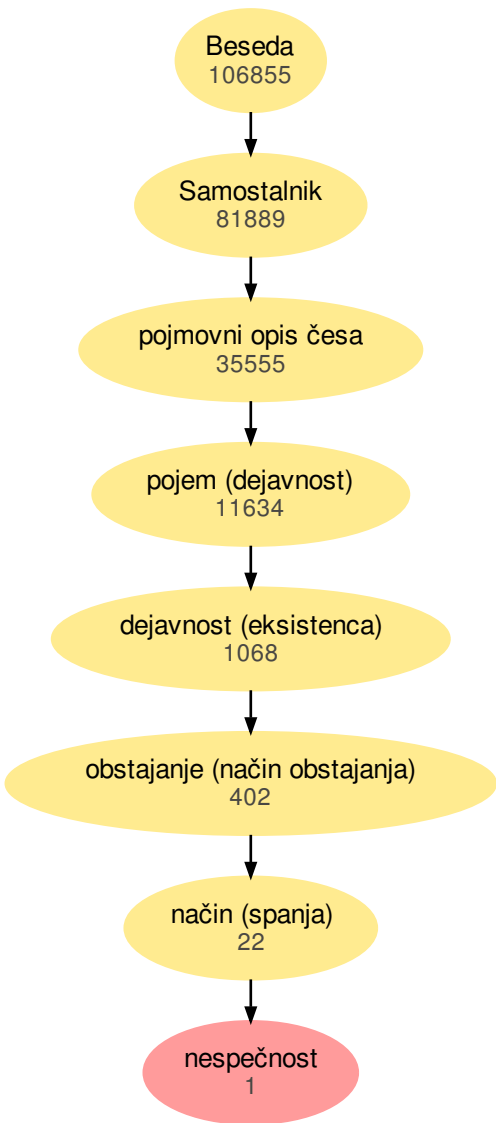 Beseda
106855
Samostalnik
81889
pojmovni opis česa
35555
pojem (dejavnost)
11634
dejavnost (eksistenca)
1068
obstajanje (način obstajanja)
402
način (spanja)
22
nespečnost
1